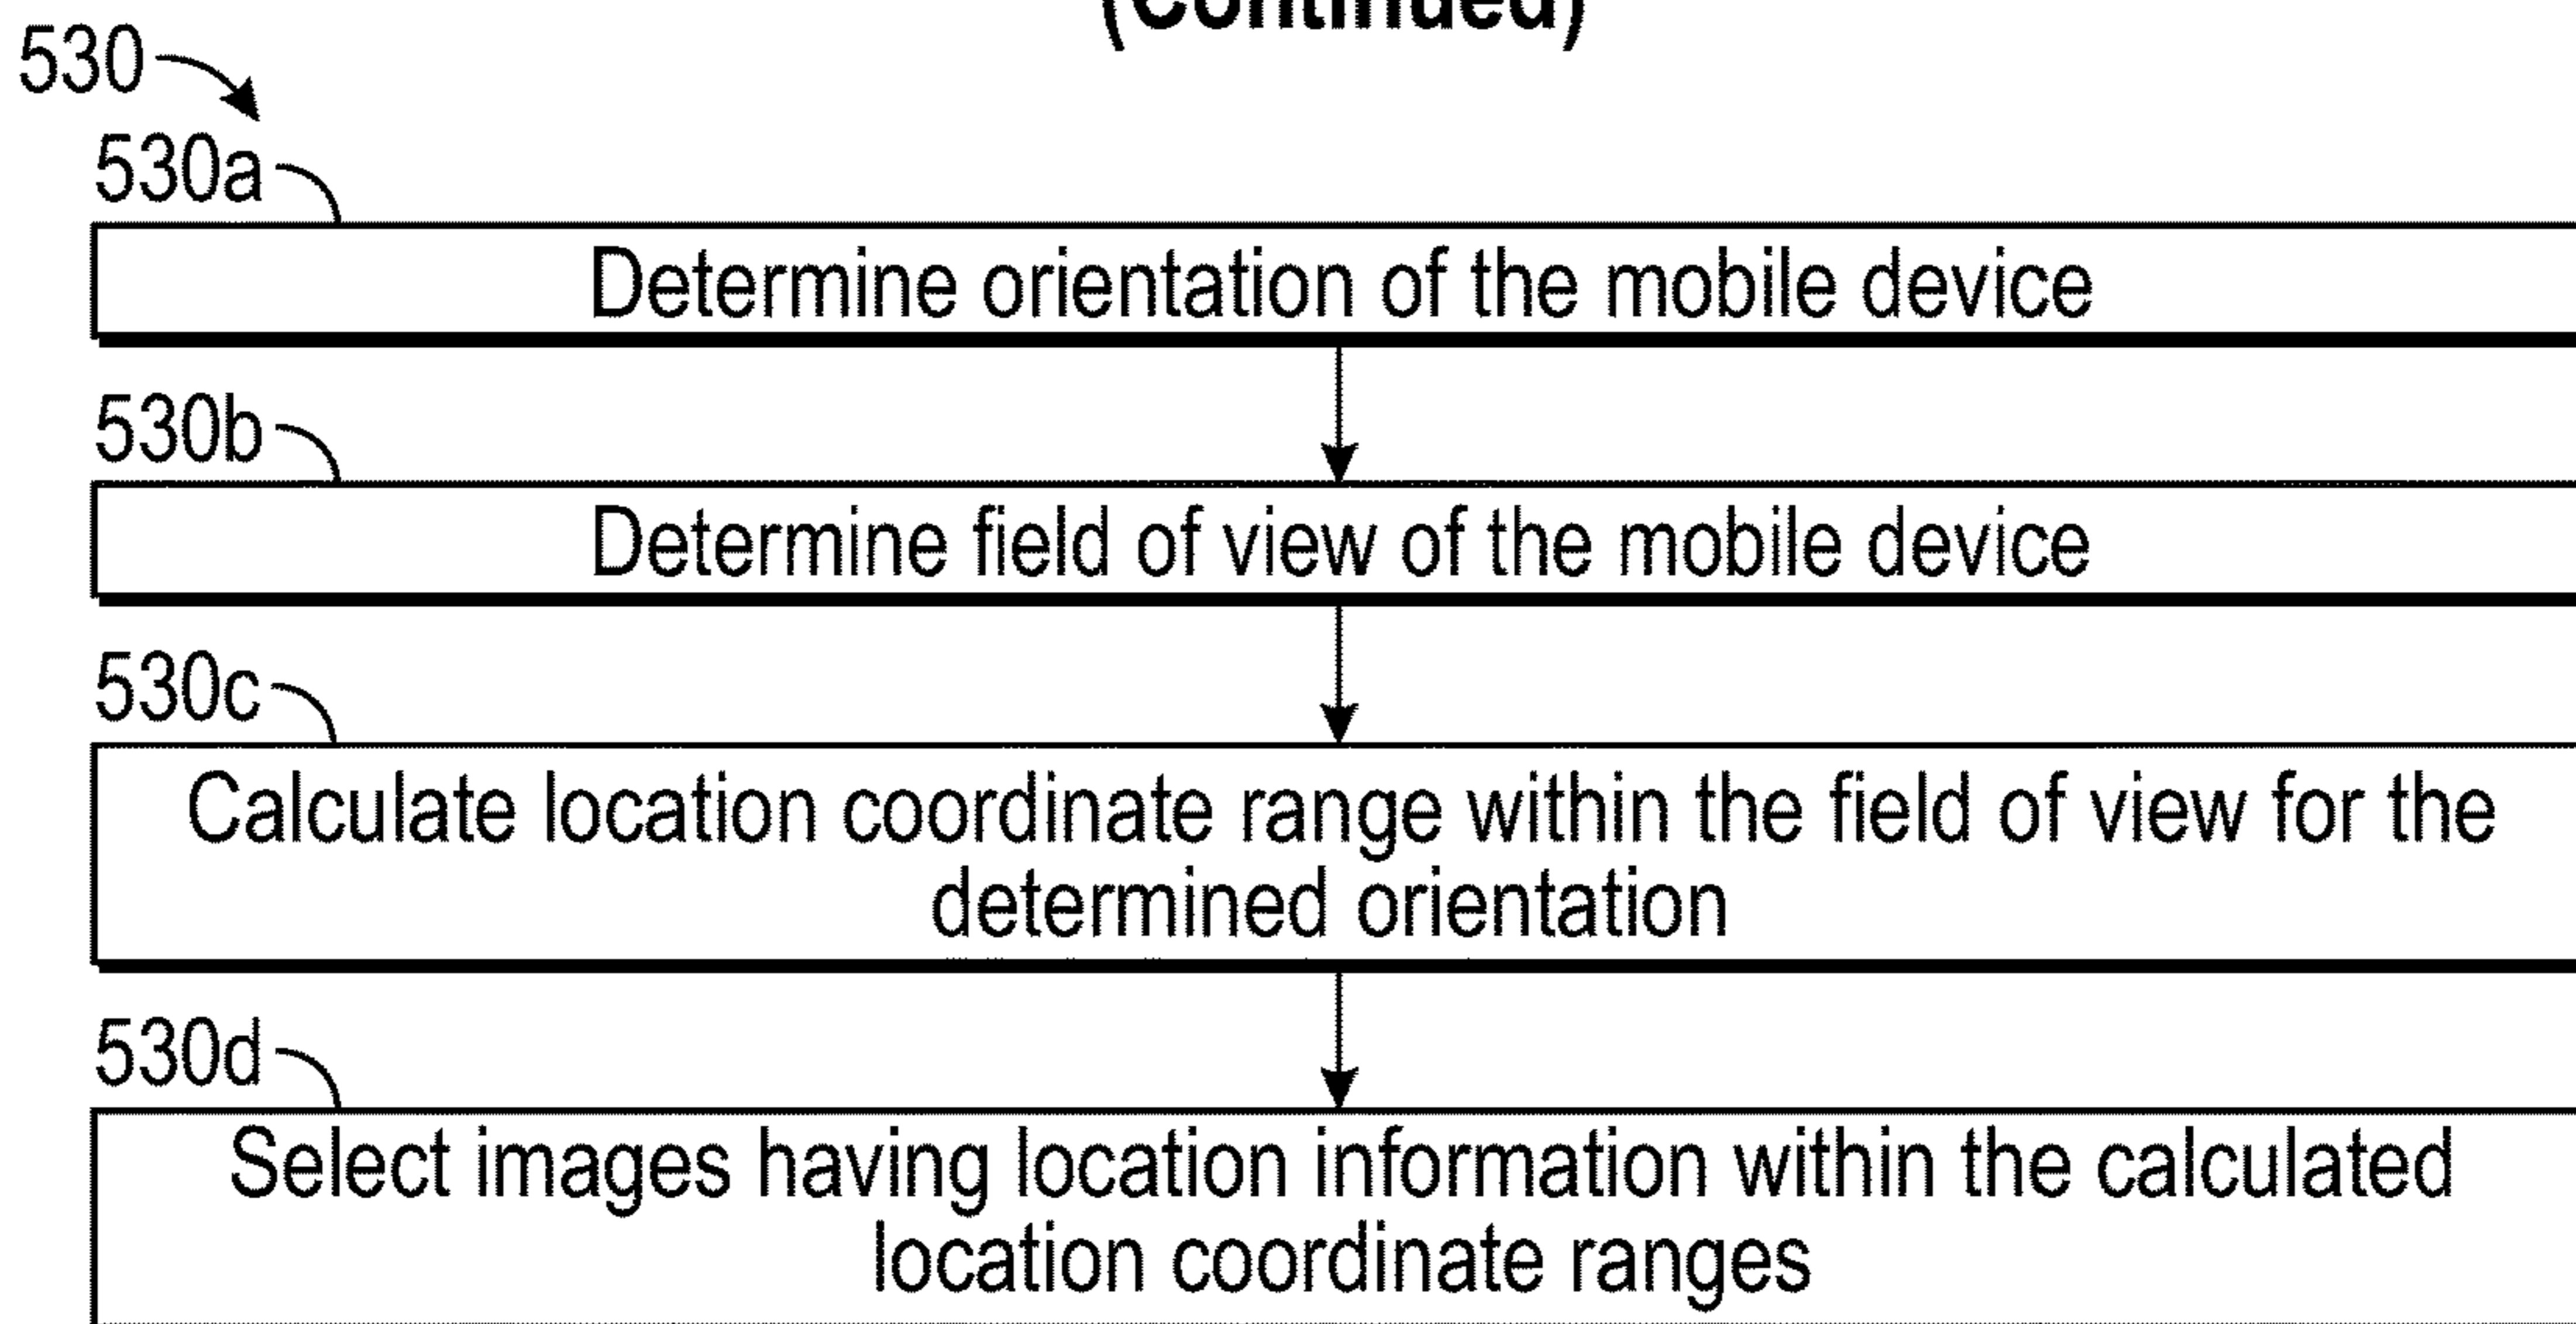 (Continued)
530
530a
Determine orientation of the mobile device
530b
Determine field of view of the mobile device
530c
Calculate location coordinate range within the field of view for the
determined orientation
530d
Select images having location information within the calculated
location coordinate ranges